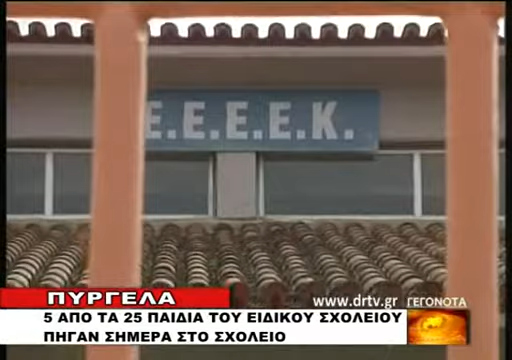 Ε.Ε.Ε.Ε.Κ.
ΠΥΡΓΕΛΑ
www.drtv.gr ΓΕΓΟΝΟΤΑ
5 ΑΠΟ ΤΑ 25 ΠΑΙΔΙΑ ΤΟΥ ΕΙΔΙΚΟΥ ΣΧΟΛΕΙΟΥ
ΠΗΓΑΝ ΣΗΜΕΡΑ ΣΤΟ ΣΧΟΛΕΙΟ